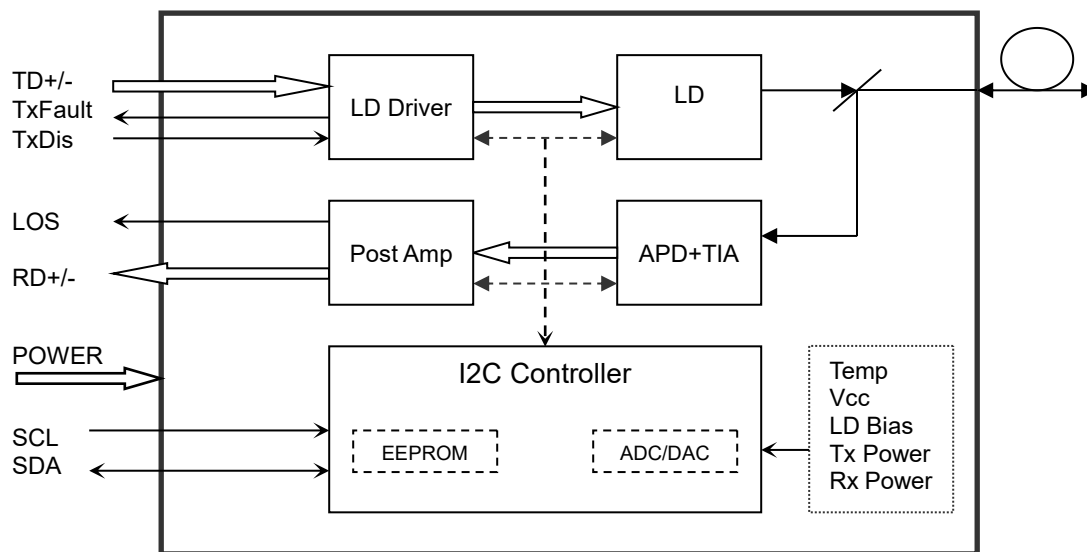 TD+/-
TxFault
TxDis
LD Driver
LD
LOS
RD+/-
Post Amp
APD+TIA
POWER
SCL
SDA
I2C Controller
EEPROM
ADC/DAC
Temp
Vcc
LD Bias
Tx Power
Rx Power